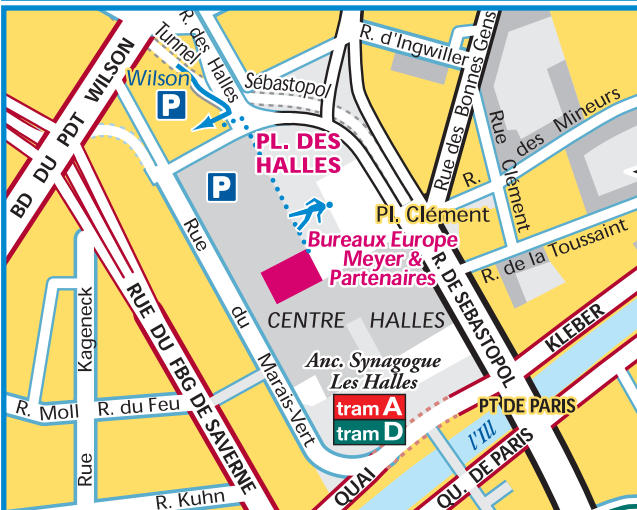 R. des Halles
Tunnel
Wilson
P
Sébastopol
R. d'Ingwiller
Rue des Bonnes Gens
BD DU PDT WILSON
PL. DES
HALLES
P
Rue Clément
R. des Mineurs
Pl. Clément
R. de la Toussaint
Bureaux Europe
Meyer &
Partenaires
R. DE SEBASTOPOL
Rue du Marais-Vert
RUE DU FBG DE SAVERNE
Rue Kageneck
CENTRE HALLES
KLEBER
Anc. Synagogue
Les Halles
tram A
tram D
PT DE PARIS
R. Moll
R. du Feu
l'Ill
QUAI
QU. DE PARIS
R. Kuhn